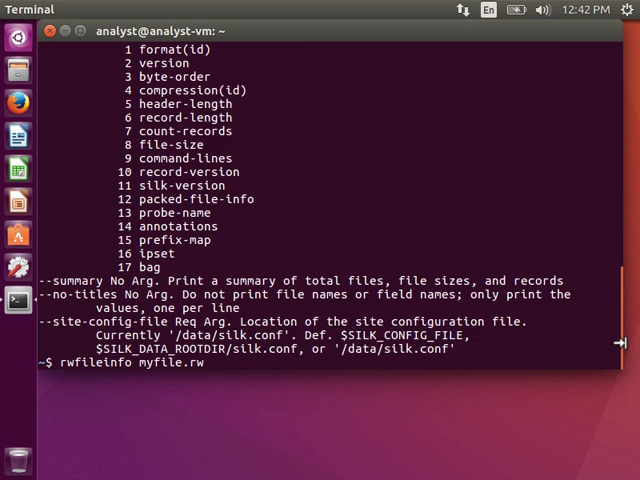 Terminal
En
12:42 PM
analyst@analyst-vm: ~
1 format(id)
2 version
3 byte-order
4 compression(id)
5 header-length
6 record-length
7 count-records
8 file-size
9 command-lines
10 record-version
11 silk-version
12 packed-file-info
13 probe-name
14 annotations
15 prefix-map
16 ipset
17 bag
--summary No Arg. Print a summary of total files, file sizes, and records
--no-titles No Arg. Do not print file names or field names; only print the
values, one per line
--site-config-file Req Arg. Location of the site configuration file.
Currently '/data/silk.conf'. Def. $SILK_CONFIG_FILE,
$SILK_DATA_ROOTDIR/silk.conf, or '/data/silk.conf'
~$ rwfileinfo myfile.rw